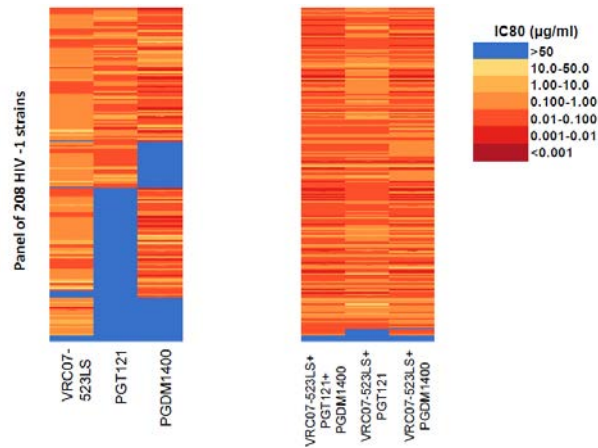 IC80 (µg/ml)
>50
10.0-50.0
1.00-10.0
0.100-1.00
0.01-0.100
0.001-0.01
<0.001
Panel of 208 HIV -1 strains
VRC07-
523LS
PGT121
PGDM1400
VRC07-523LS+
PGT121+
PGDM1400
VRC07-523LS+
PGT121
VRC07-523LS+
PGDM1400